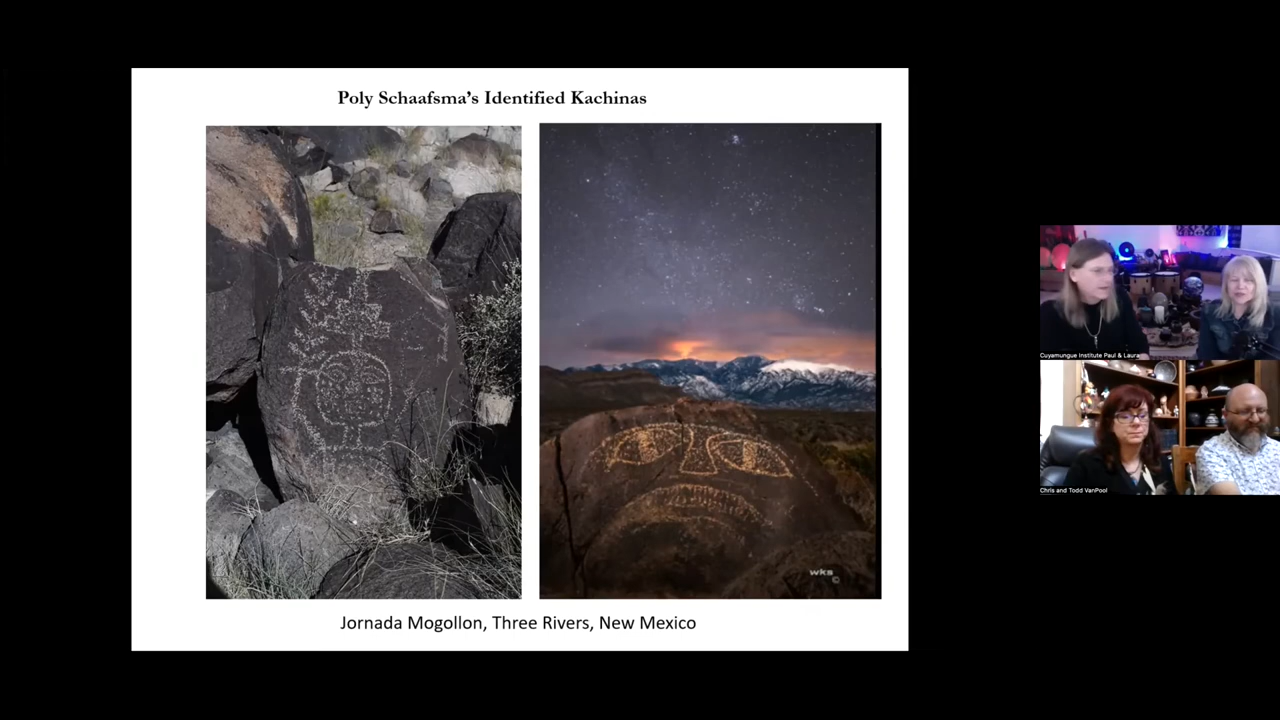 Poly Schaafsma's Identified Kachinas
wks
©
Jornada Mogollon, Three Rivers, New Mexico
Cuyamungue Institute Paul & Laura
Chris and Todd VanPool